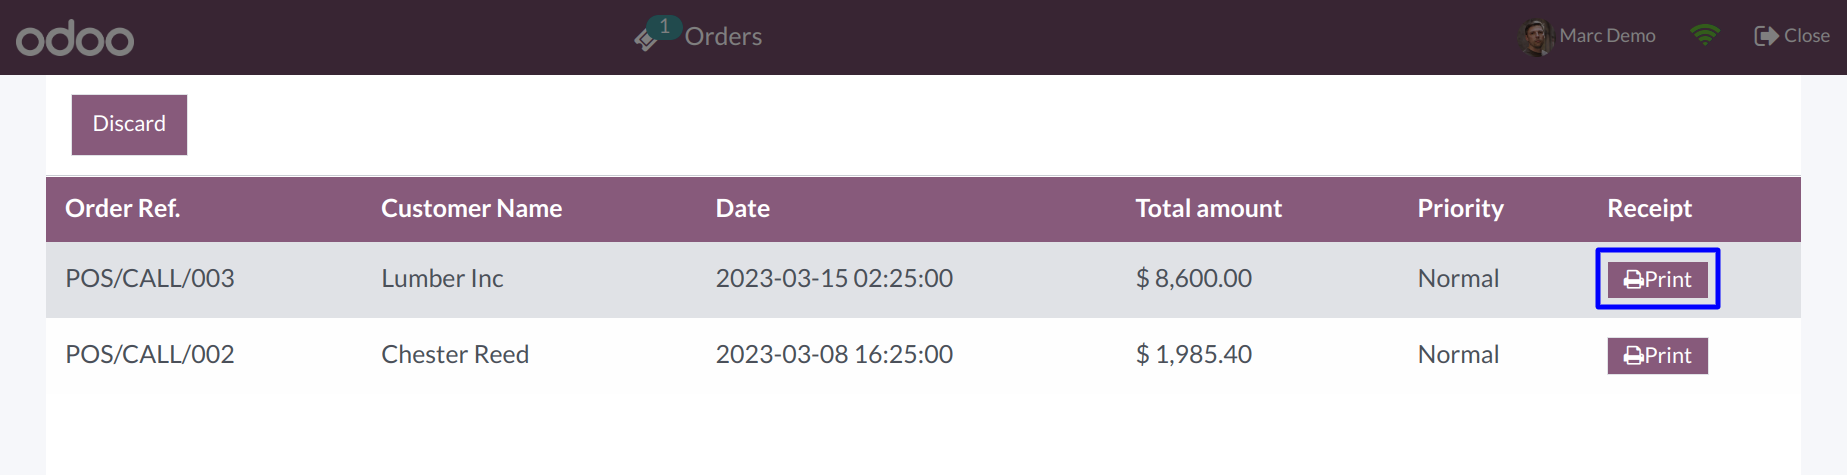 odoo 1 Orders Marc Demo Close
Discard
Order Ref. Customer Name Date Total amount Priority Receipt
POS/CALL/003 Lumber Inc 2023-03-15 02:25:00 $ 8,600.00 Normal Print
POS/CALL/002 Chester Reed 2023-03-08 16:25:00 $ 1,985.40 Normal Print